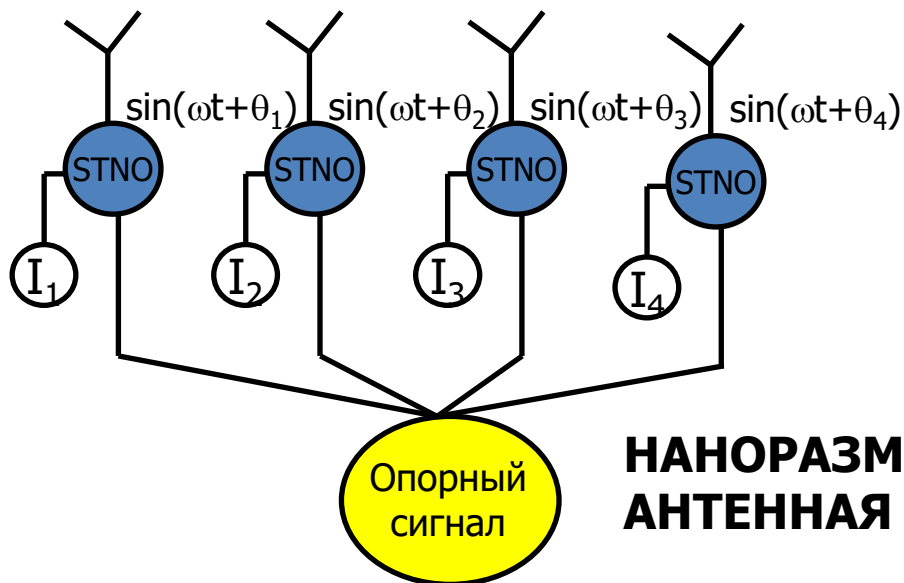 sin(ωt+θ₁) sin(ωt+θ₂) sin(ωt+θ₃) sin(ωt+θ₄)
STNO STNO STNO STNO
I₁ I₂ I₃ I₄
Опорный
сигнал
НАНОРАЗМ
АНТЕННАЯ